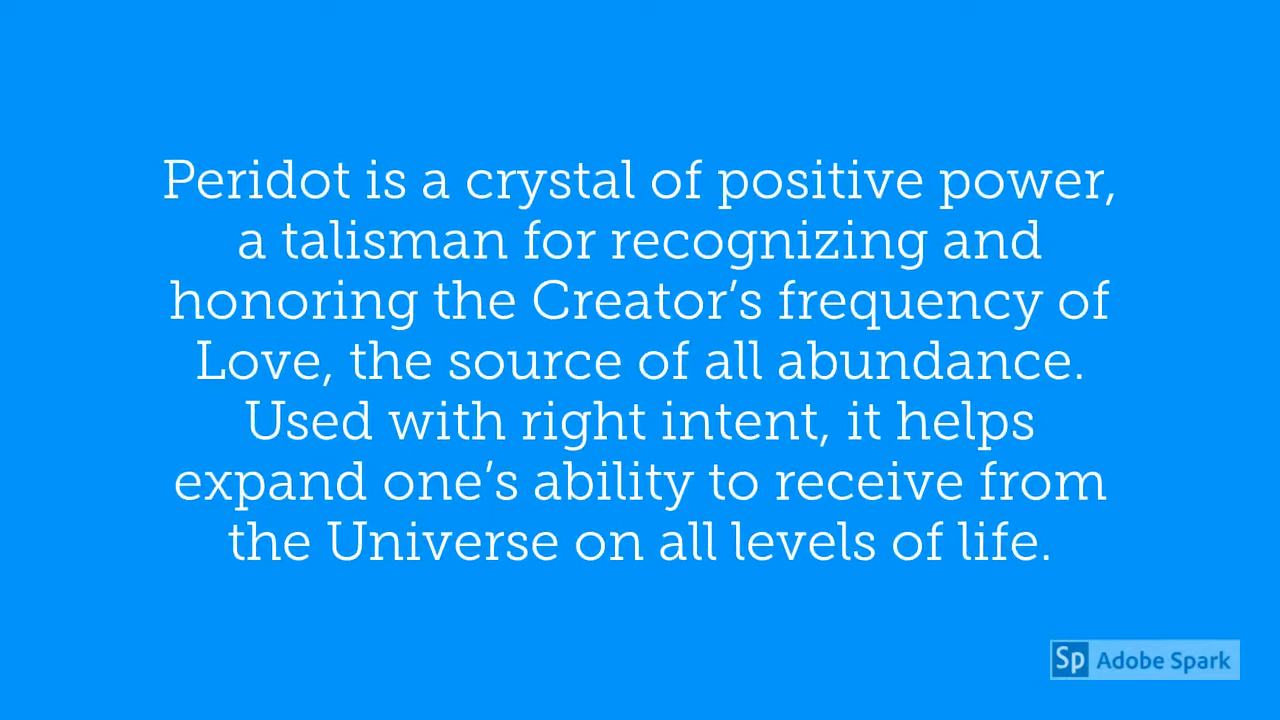 Peridot is a crystal of positive power,
a talisman for recognizing and
honoring the Creator’s frequency of
Love, the source of all abundance.
Used with right intent, it helps
expand one’s ability to receive from
the Universe on all levels of life.
Sp Adobe Spark